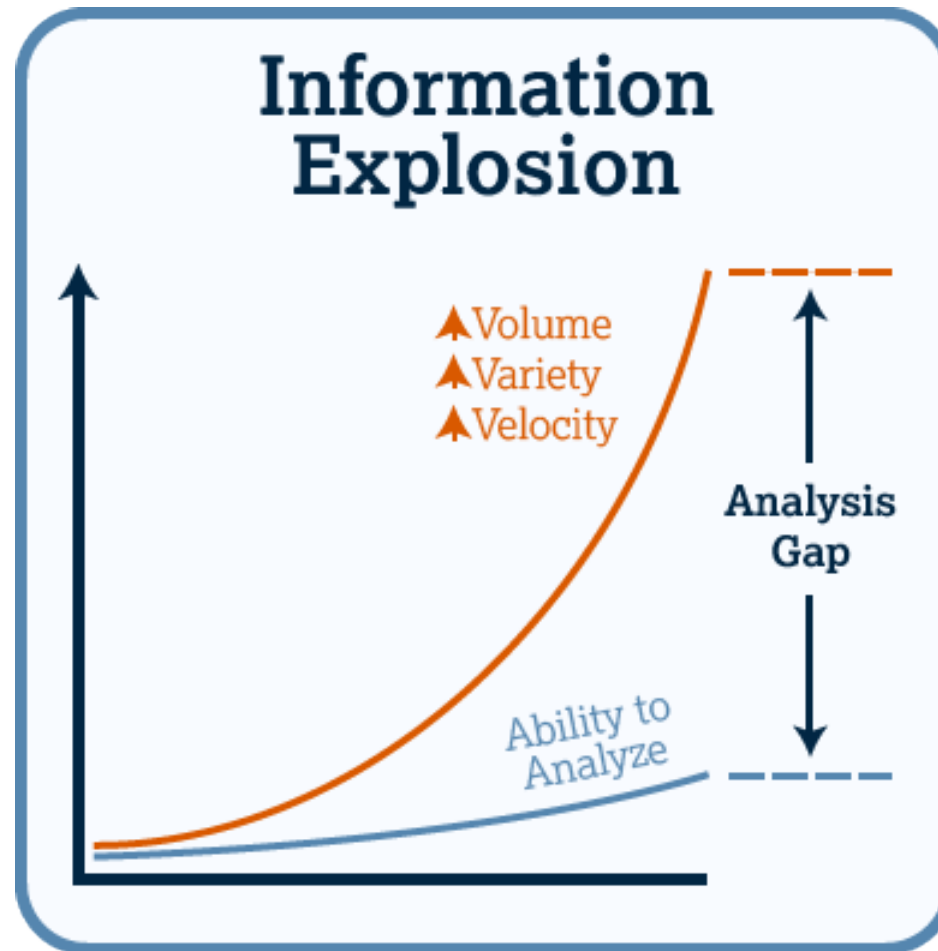 Information
Explosion
Volume
Variety
Velocity
Analysis
Gap
Ability to
Analyze